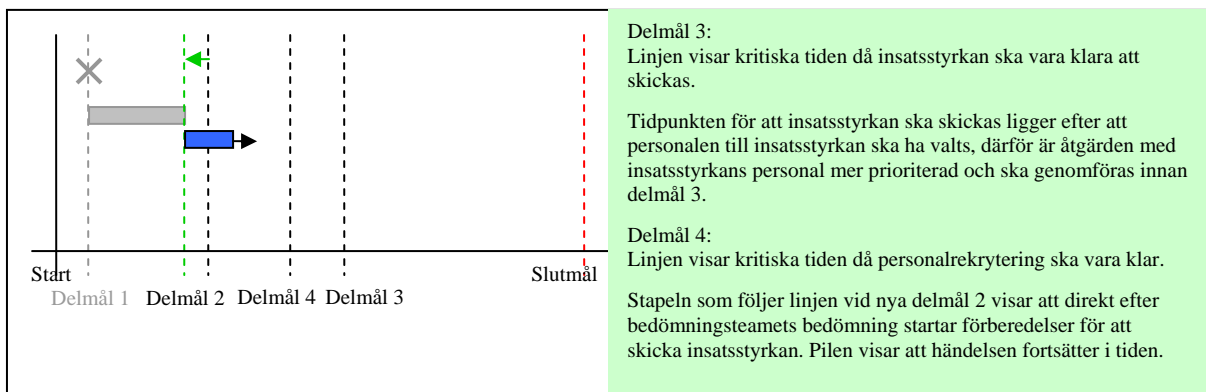 Start
Slutmål
Delmål 1 Delmål 2 Delmål 4 Delmål 3
Delmål 3:
Linjen visar kritiska tiden då insatsstyrkan ska vara klara att
skickas.
Tidpunkten för att insatsstyrkan ska skickas ligger efter att
personalen till insatsstyrkan ska ha valts, därför är åtgärden med
insatsstyrkans personal mer prioriterad och ska genomföras innan
delmål 3.
Delmål 4:
Linjen visar kritiska tiden då personalrekrytering ska vara klar.
Stapeln som följer linjen vid nya delmål 2 visar att direkt efter
bedömningsteamets bedömning startar förberedelser för att
skicka insatsstyrkan. Pilen visar att händelsen fortsätter i tiden.